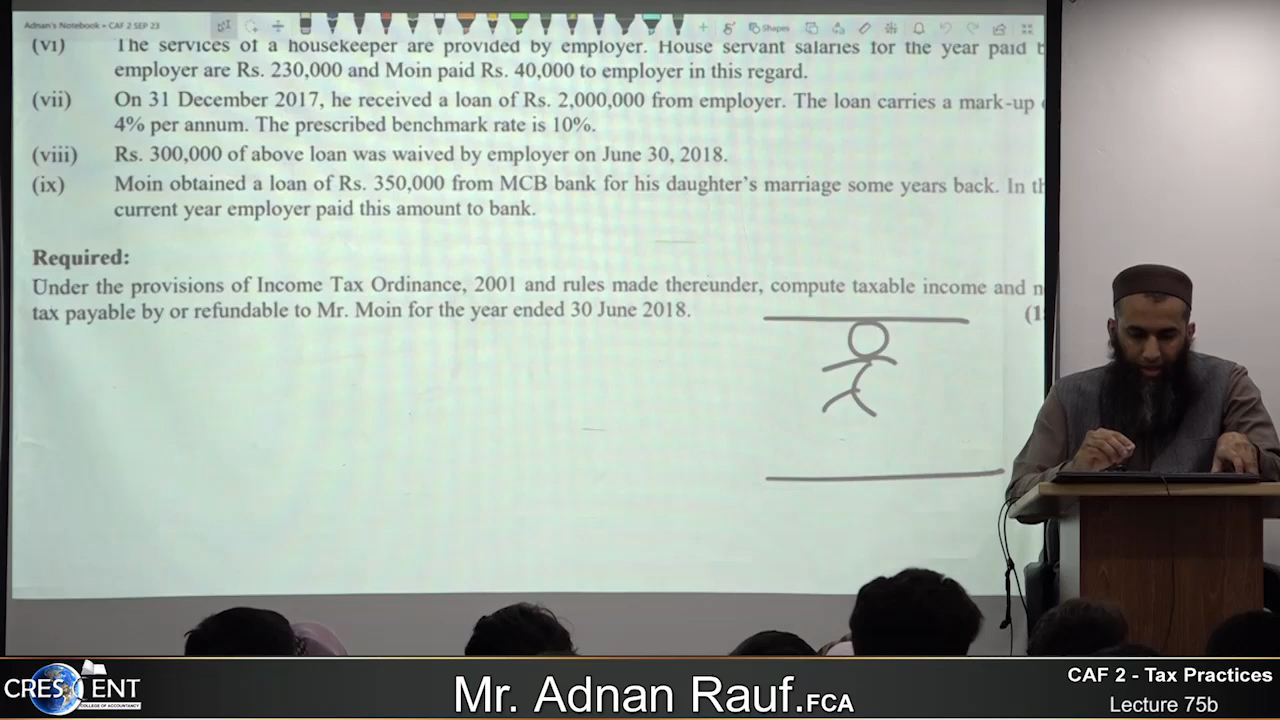 Adnan's Notebook • CAF 2 SEP 23
Shapes
(vi) The services of a housekeeper are provided by employer. House servant salaries for the year paid
employer are Rs. 230,000 and Moin paid Rs. 40,000 to employer in this regard.
(vii) On 31 December 2017, he received a loan of Rs. 2,000,000 from employer. The loan carries a mark-up
4% per annum. The prescribed benchmark rate is 10%.
(viii) Rs. 300,000 of above loan was waived by employer on June 30, 2018.
(ix) Moin obtained a loan of Rs. 350,000 from MCB bank for his daughter's marriage some years back. In
current year employer paid this amount to bank.
Required:
Under the provisions of Income Tax Ordinance, 2001 and rules made thereunder, compute taxable income and
tax payable by or refundable to Mr. Moin for the year ended 30 June 2018.
CRESCENT
COLLEGE OF ACCOUNTANCY
Mr. Adnan Rauf.FCA
CAF 2 - Tax Practices
Lecture 75b